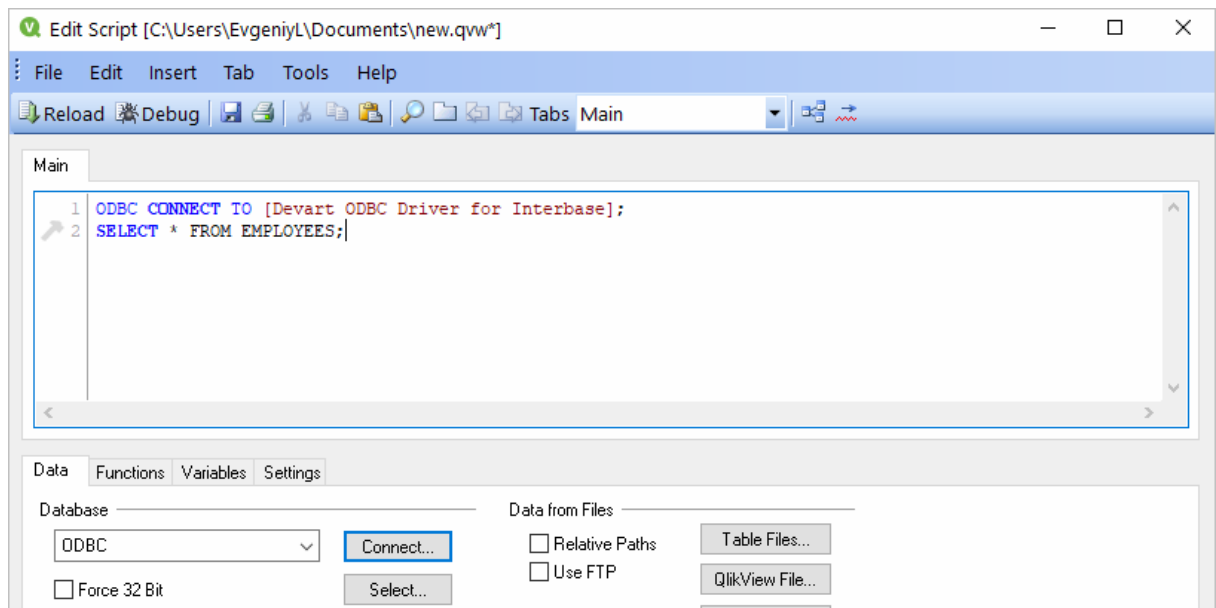 Edit Script [C:\Users\EvgeniyL\Documents\new.qvw*]
File Edit Insert Tab Tools Help
Reload Debug Tabs Main
Main
1 ODBC CONNECT TO [Devart ODBC Driver for Interbase];
2 SELECT * FROM EMPLOYEES;
Data Functions Variables Settings
Database Data from Files
ODBC Connect... Relative Paths Table Files...
Use FTP
Force 32 Bit Select... QlikView File...